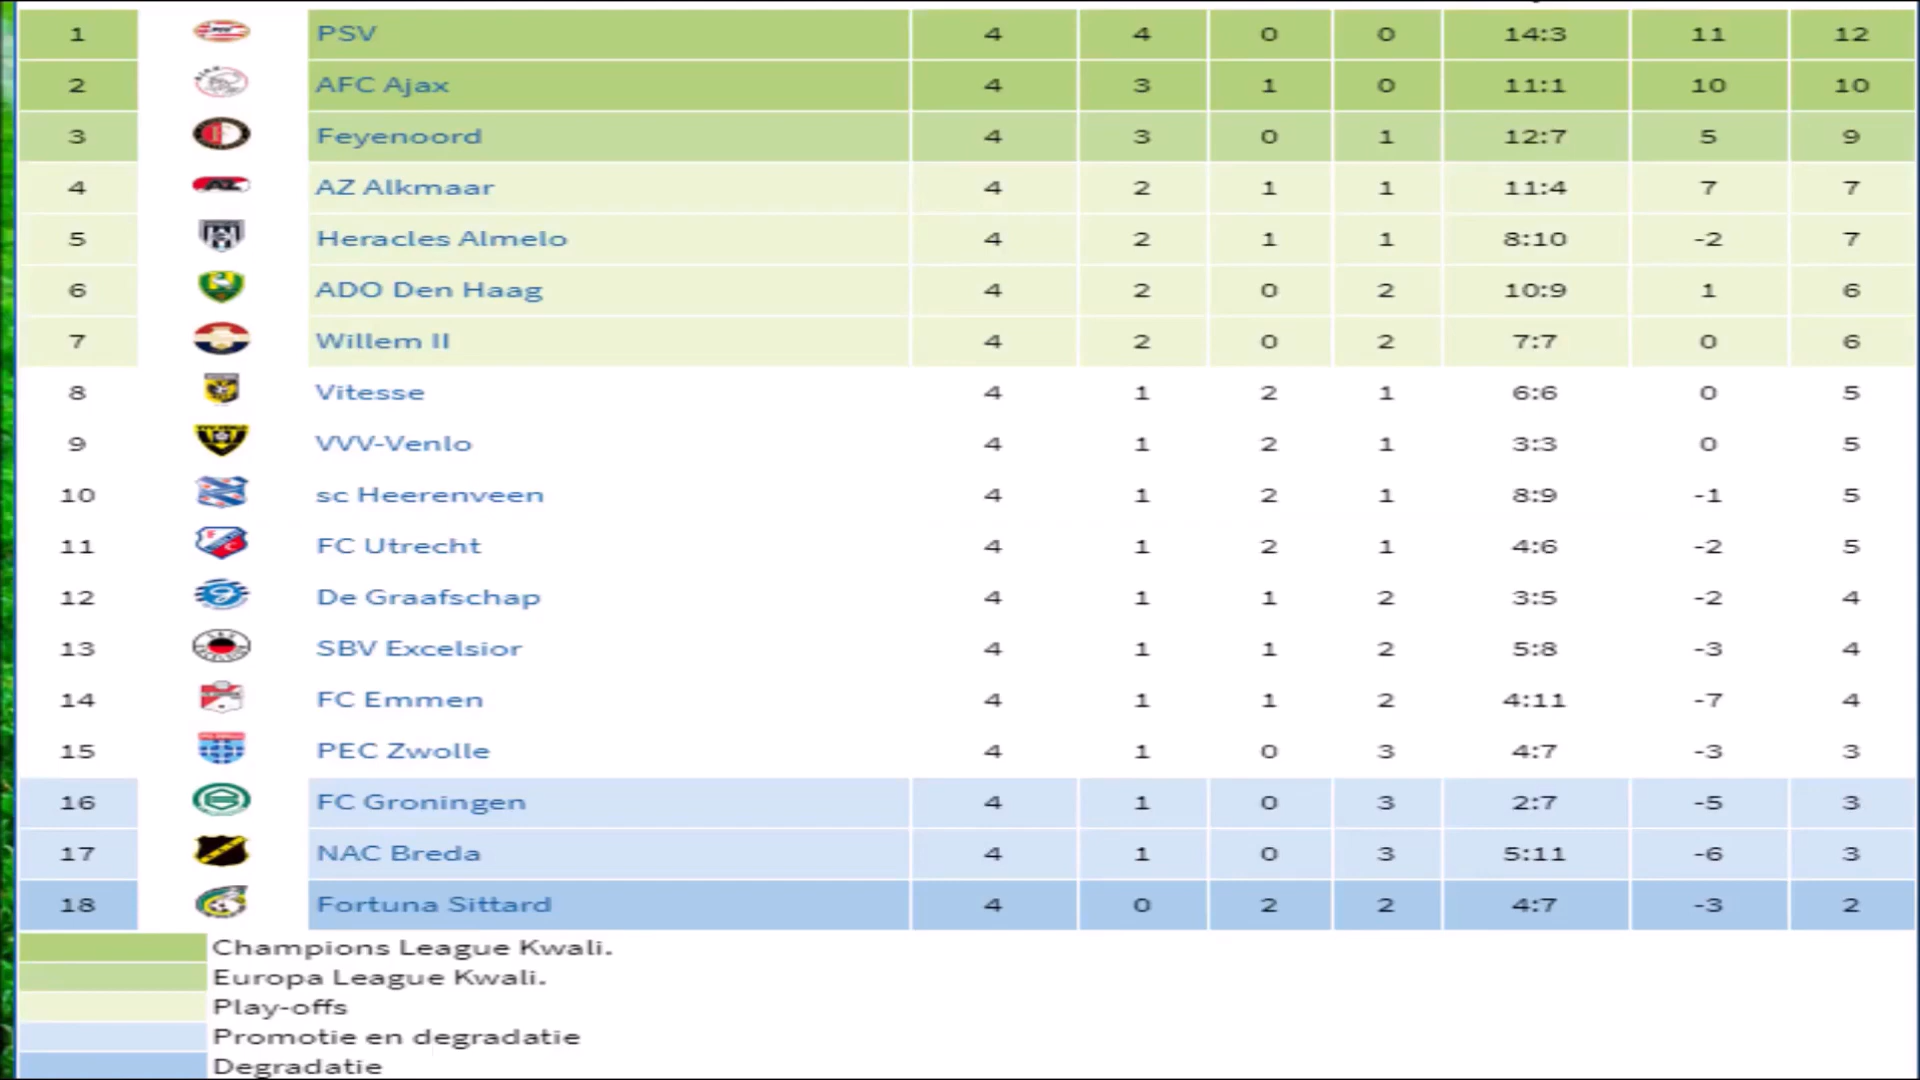 1 PSV 4 4 0 0 14:3 11 12
2 AFC Ajax 4 3 1 0 11:1 10 10
3 Feyenoord 4 3 0 1 12:7 5 9
4 AZ Alkmaar 4 2 1 1 11:4 7 7
5 Heracles Almelo 4 2 1 1 8:10 -2 7
6 ADO Den Haag 4 2 0 2 10:9 1 6
7 Willem II 4 2 0 2 7:7 0 6
8 Vitesse 4 1 2 1 6:6 0 5
9 VVV-Venlo 4 1 2 1 3:3 0 5
10 sc Heerenveen 4 1 2 1 8:9 -1 5
11 FC Utrecht 4 1 2 1 4:6 -2 5
12 De Graafschap 4 1 1 2 3:5 -2 4
13 SBV Excelsior 4 1 1 2 5:8 -3 4
14 FC Emmen 4 1 1 2 4:11 -7 4
15 PEC Zwolle 4 1 0 3 4:7 -3 3
16 FC Groningen 4 1 0 3 2:7 -5 3
17 NAC Breda 4 1 0 3 5:11 -6 3
18 Fortuna Sittard 4 0 2 2 4:7 -3 2
Champions League Kwali.
Europa League Kwali.
Play-offs
Promotie en degradatie
Degradatie